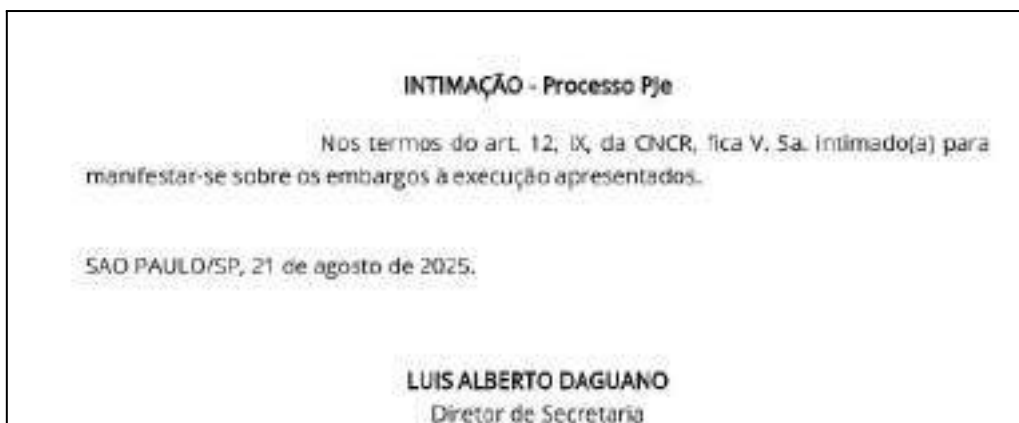 INTIMAÇÃO - Processo PJe
Nos termos do art. 12, IX, da CNCR, fica V. Sa. intimado(a) para
manifestar-se sobre os embargos à execução apresentados.
SAO PAULO/SP, 21 de agosto de 2025.
LUIS ALBERTO DAGUANO
Diretor de Secretaria